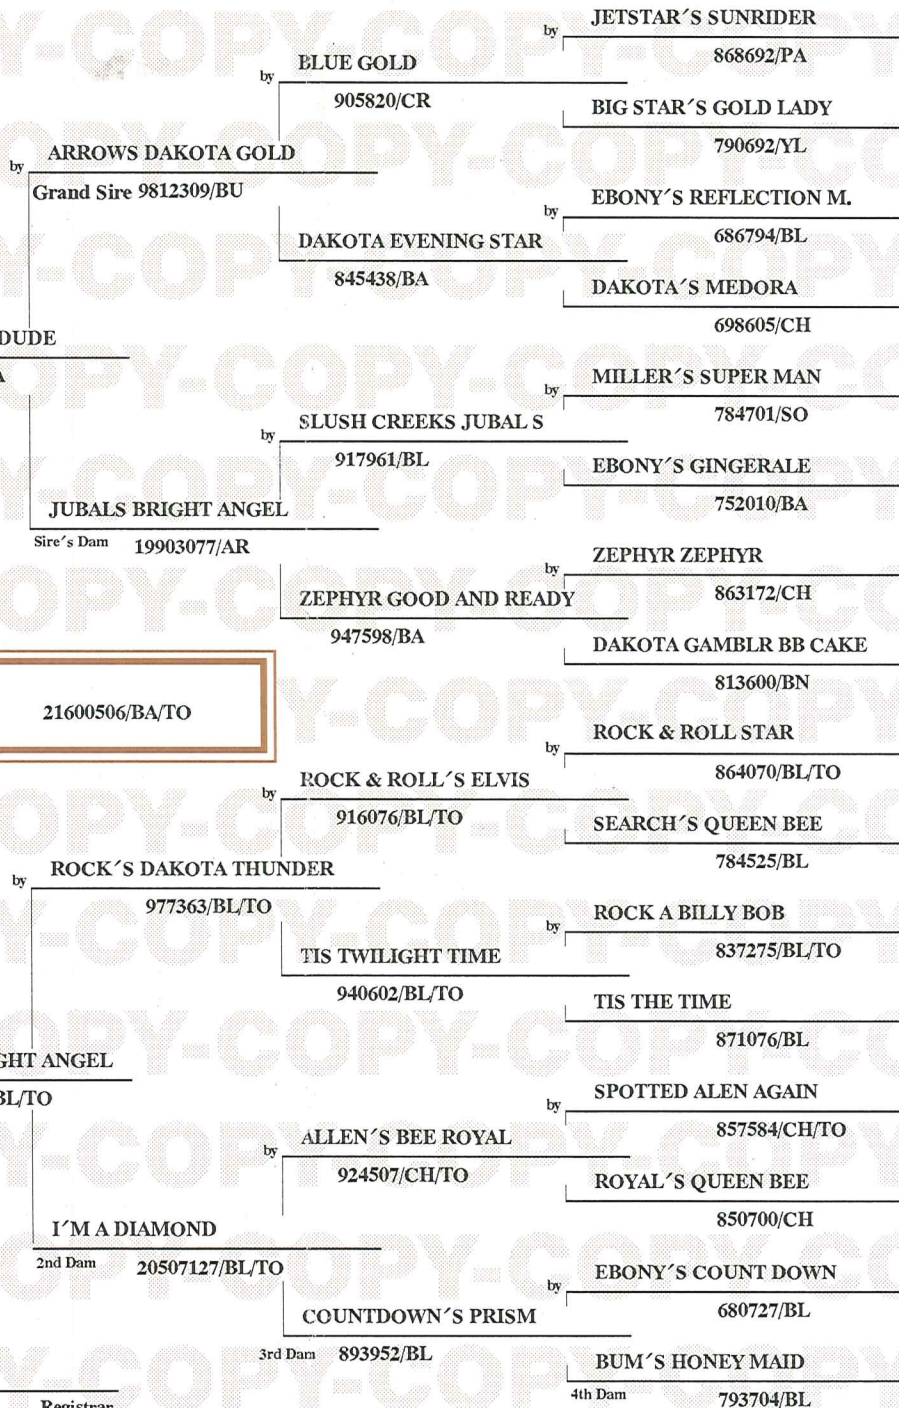 by JETSTAR´S SUNRIDER
868692/PA
by BLUE GOLD
905820/CR
BIG STAR´S GOLD LADY
790692/YL
by ARROWS DAKOTA GOLD
Grand Sire 9812309/BU
by EBONY´S REFLECTION M.
686794/BL
DAKOTA EVENING STAR
845438/BA
DAKOTA´S MEDORA
698605/CH
DUDE
A
by MILLER´S SUPER MAN
784701/SO
by SLUSH CREEKS JUBAL S
917961/BL
EBONY´S GINGERALE
752010/BA
JUBALS BRIGHT ANGEL
Sire´s Dam 19903077/AR
by ZEPHYR ZEPHYR
863172/CH
ZEPHYR GOOD AND READY
947598/BA
DAKOTA GAMBLR BB CAKE
813600/BN
21600506/BA/TO
by ROCK & ROLL STAR
864070/BL/TO
by ROCK & ROLL´S ELVIS
916076/BL/TO
SEARCH´S QUEEN BEE
784525/BL
by ROCK´S DAKOTA THUNDER
977363/BL/TO
by ROCK A BILLY BOB
837275/BL/TO
TIS TWILIGHT TIME
940602/BL/TO
TIS THE TIME
871076/BL
GHT ANGEL
BL/TO
by SPOTTED ALEN AGAIN
857584/CH/TO
by ALLEN´S BEE ROYAL
924507/CH/TO
ROYAL´S QUEEN BEE
850700/CH
I´M A DIAMOND
2nd Dam 20507127/BL/TO
by EBONY´S COUNT DOWN
680727/BL
COUNTDOWN´S PRISM
3rd Dam 893952/BL
BUM´S HONEY MAID
4th Dam 793704/BL
Registrar